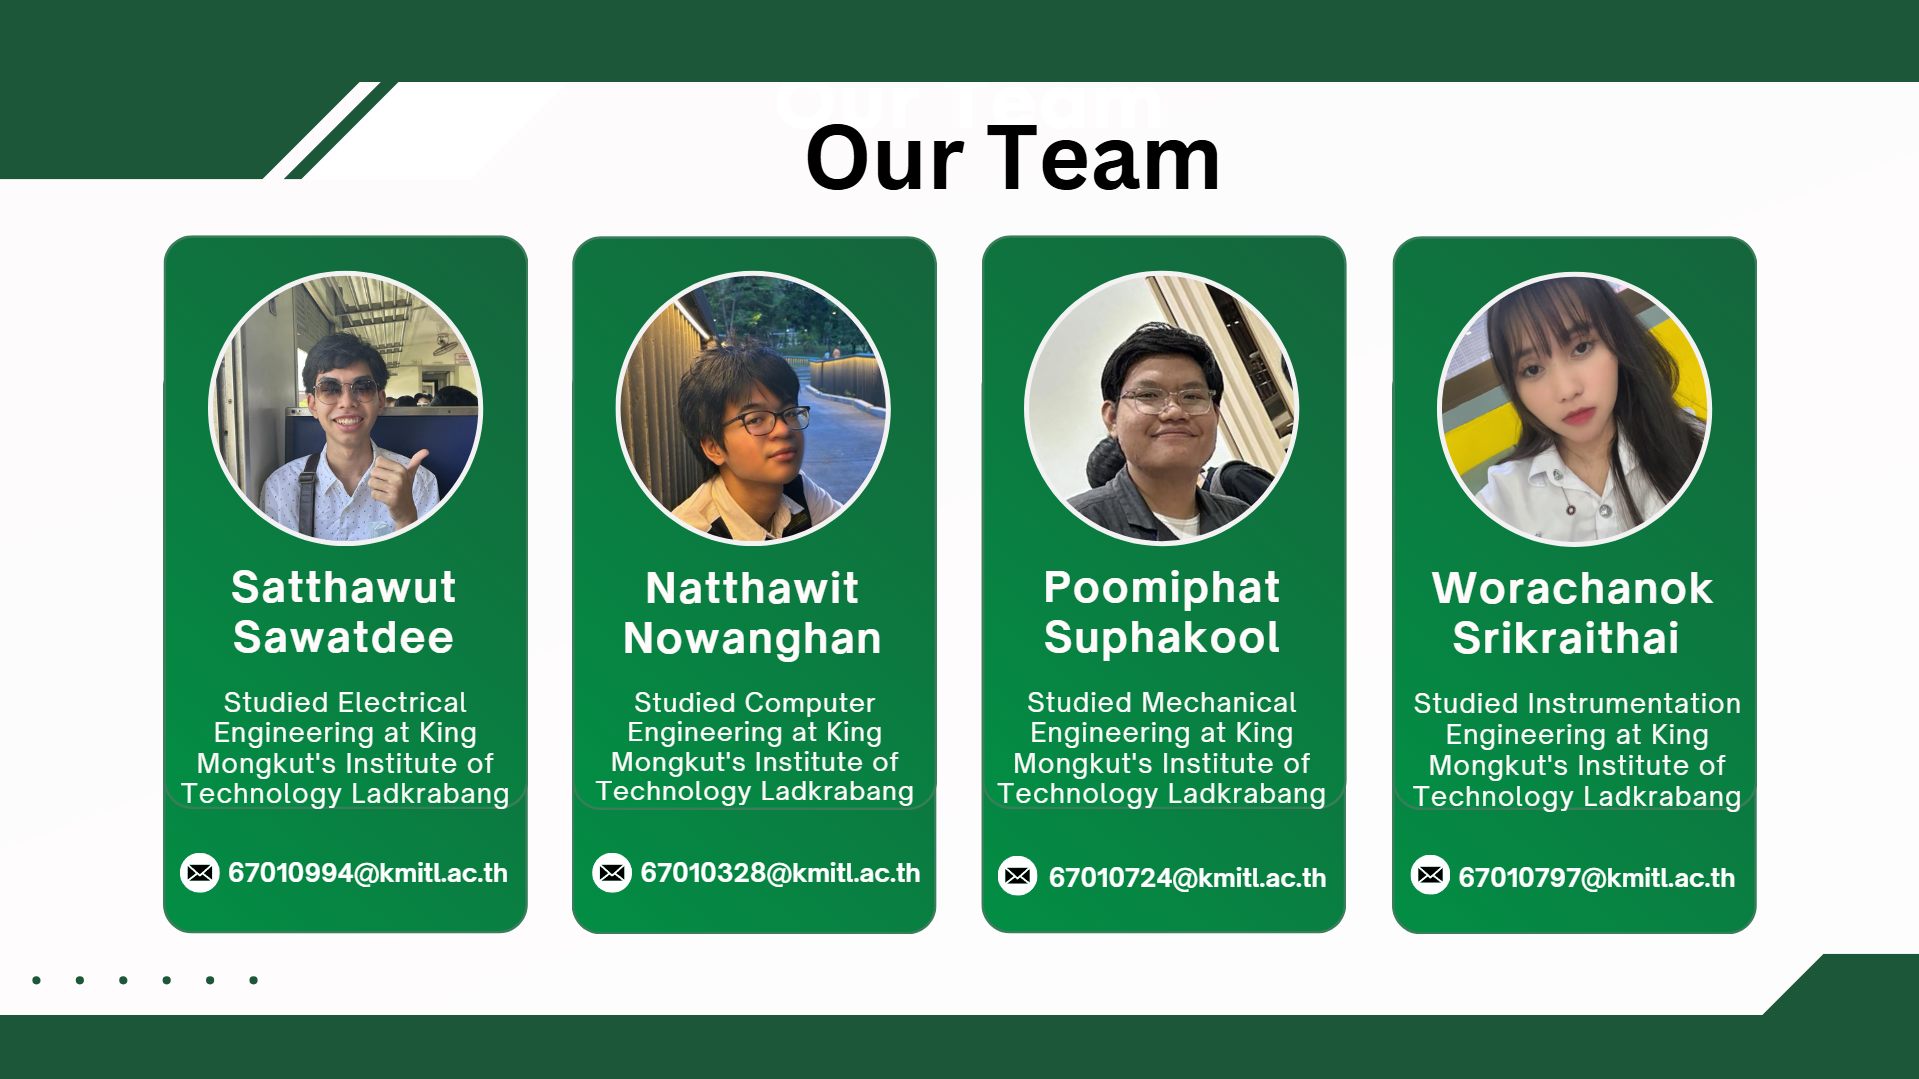 Our Team
Our Team
Satthawut
Sawatdee
Studied Electrical
Engineering at King
Mongkut's Institute of
Technology Ladkrabang
67010994@kmitl.ac.th
Natthawit
Nowanghan
Studied Computer
Engineering at King
Mongkut's Institute of
Technology Ladkrabang
67010328@kmitl.ac.th
Poomiphat
Suphakool
Studied Mechanical
Engineering at King
Mongkut's Institute of
Technology Ladkrabang
67010724@kmitl.ac.th
Worachanok
Srikraithai
Studied Instrumentation
Engineering at King
Mongkut's Institute of
Technology Ladkrabang
67010797@kmitl.ac.th